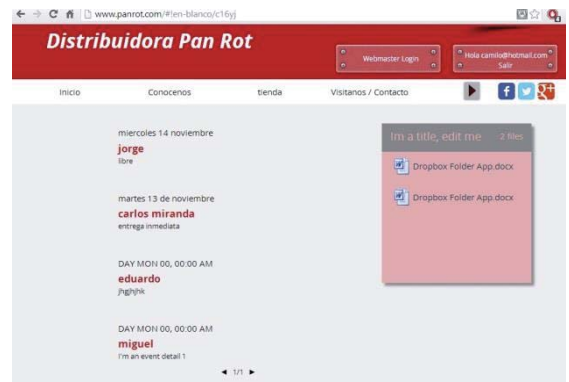 www.panrot.com/#!en-blanco/c16yj
Distribuidora Pan Rot
Webmaster Login
Hola camilo@hotmail.com
Salir
Inicio
Conocenos
tienda
Visitanos / Contacto
miercoles 14 noviembre
jorge
libre
martes 13 de noviembre
carlos miranda
entrega inmediata
DAY MON 00, 00:00 AM
eduardo
jhghjhk
DAY MON 00, 00:00 AM
miguel
I'm an event detail 1
◄ 1/1 ►
Im a title, edit me
2 files
Dropbox Folder App.docx
Dropbox Folder App.docx